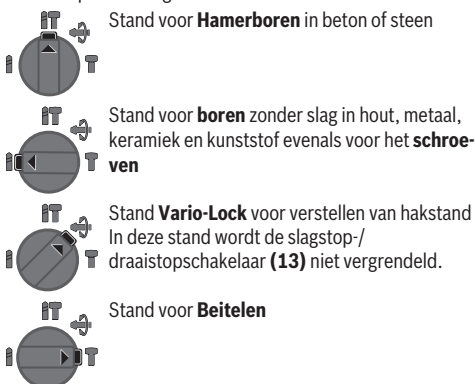 Stand voor Hamerboren in beton of steen
Stand voor boren zonder slag in hout, metaal,
keramiek en kunststof evenals voor het schroe-
ven
Stand Vario-Lock voor verstellen van hakstand
In deze stand wordt de slagstop-/
draaistopschakelaar (13) niet vergrendeld.
Stand voor Beitelen